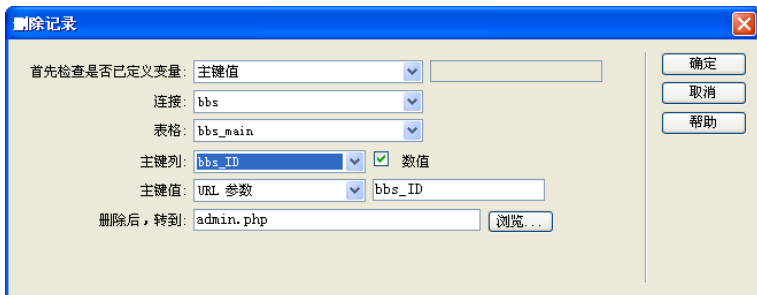 删除记录
首先检查是否已定义变量: 主键值
确定
连接: bbs
取消
表格: bbs_main
帮助
主键列: bbs_ID 数值
主键值: URL 参数 bbs_ID
删除后,转到: admin.php 浏览...